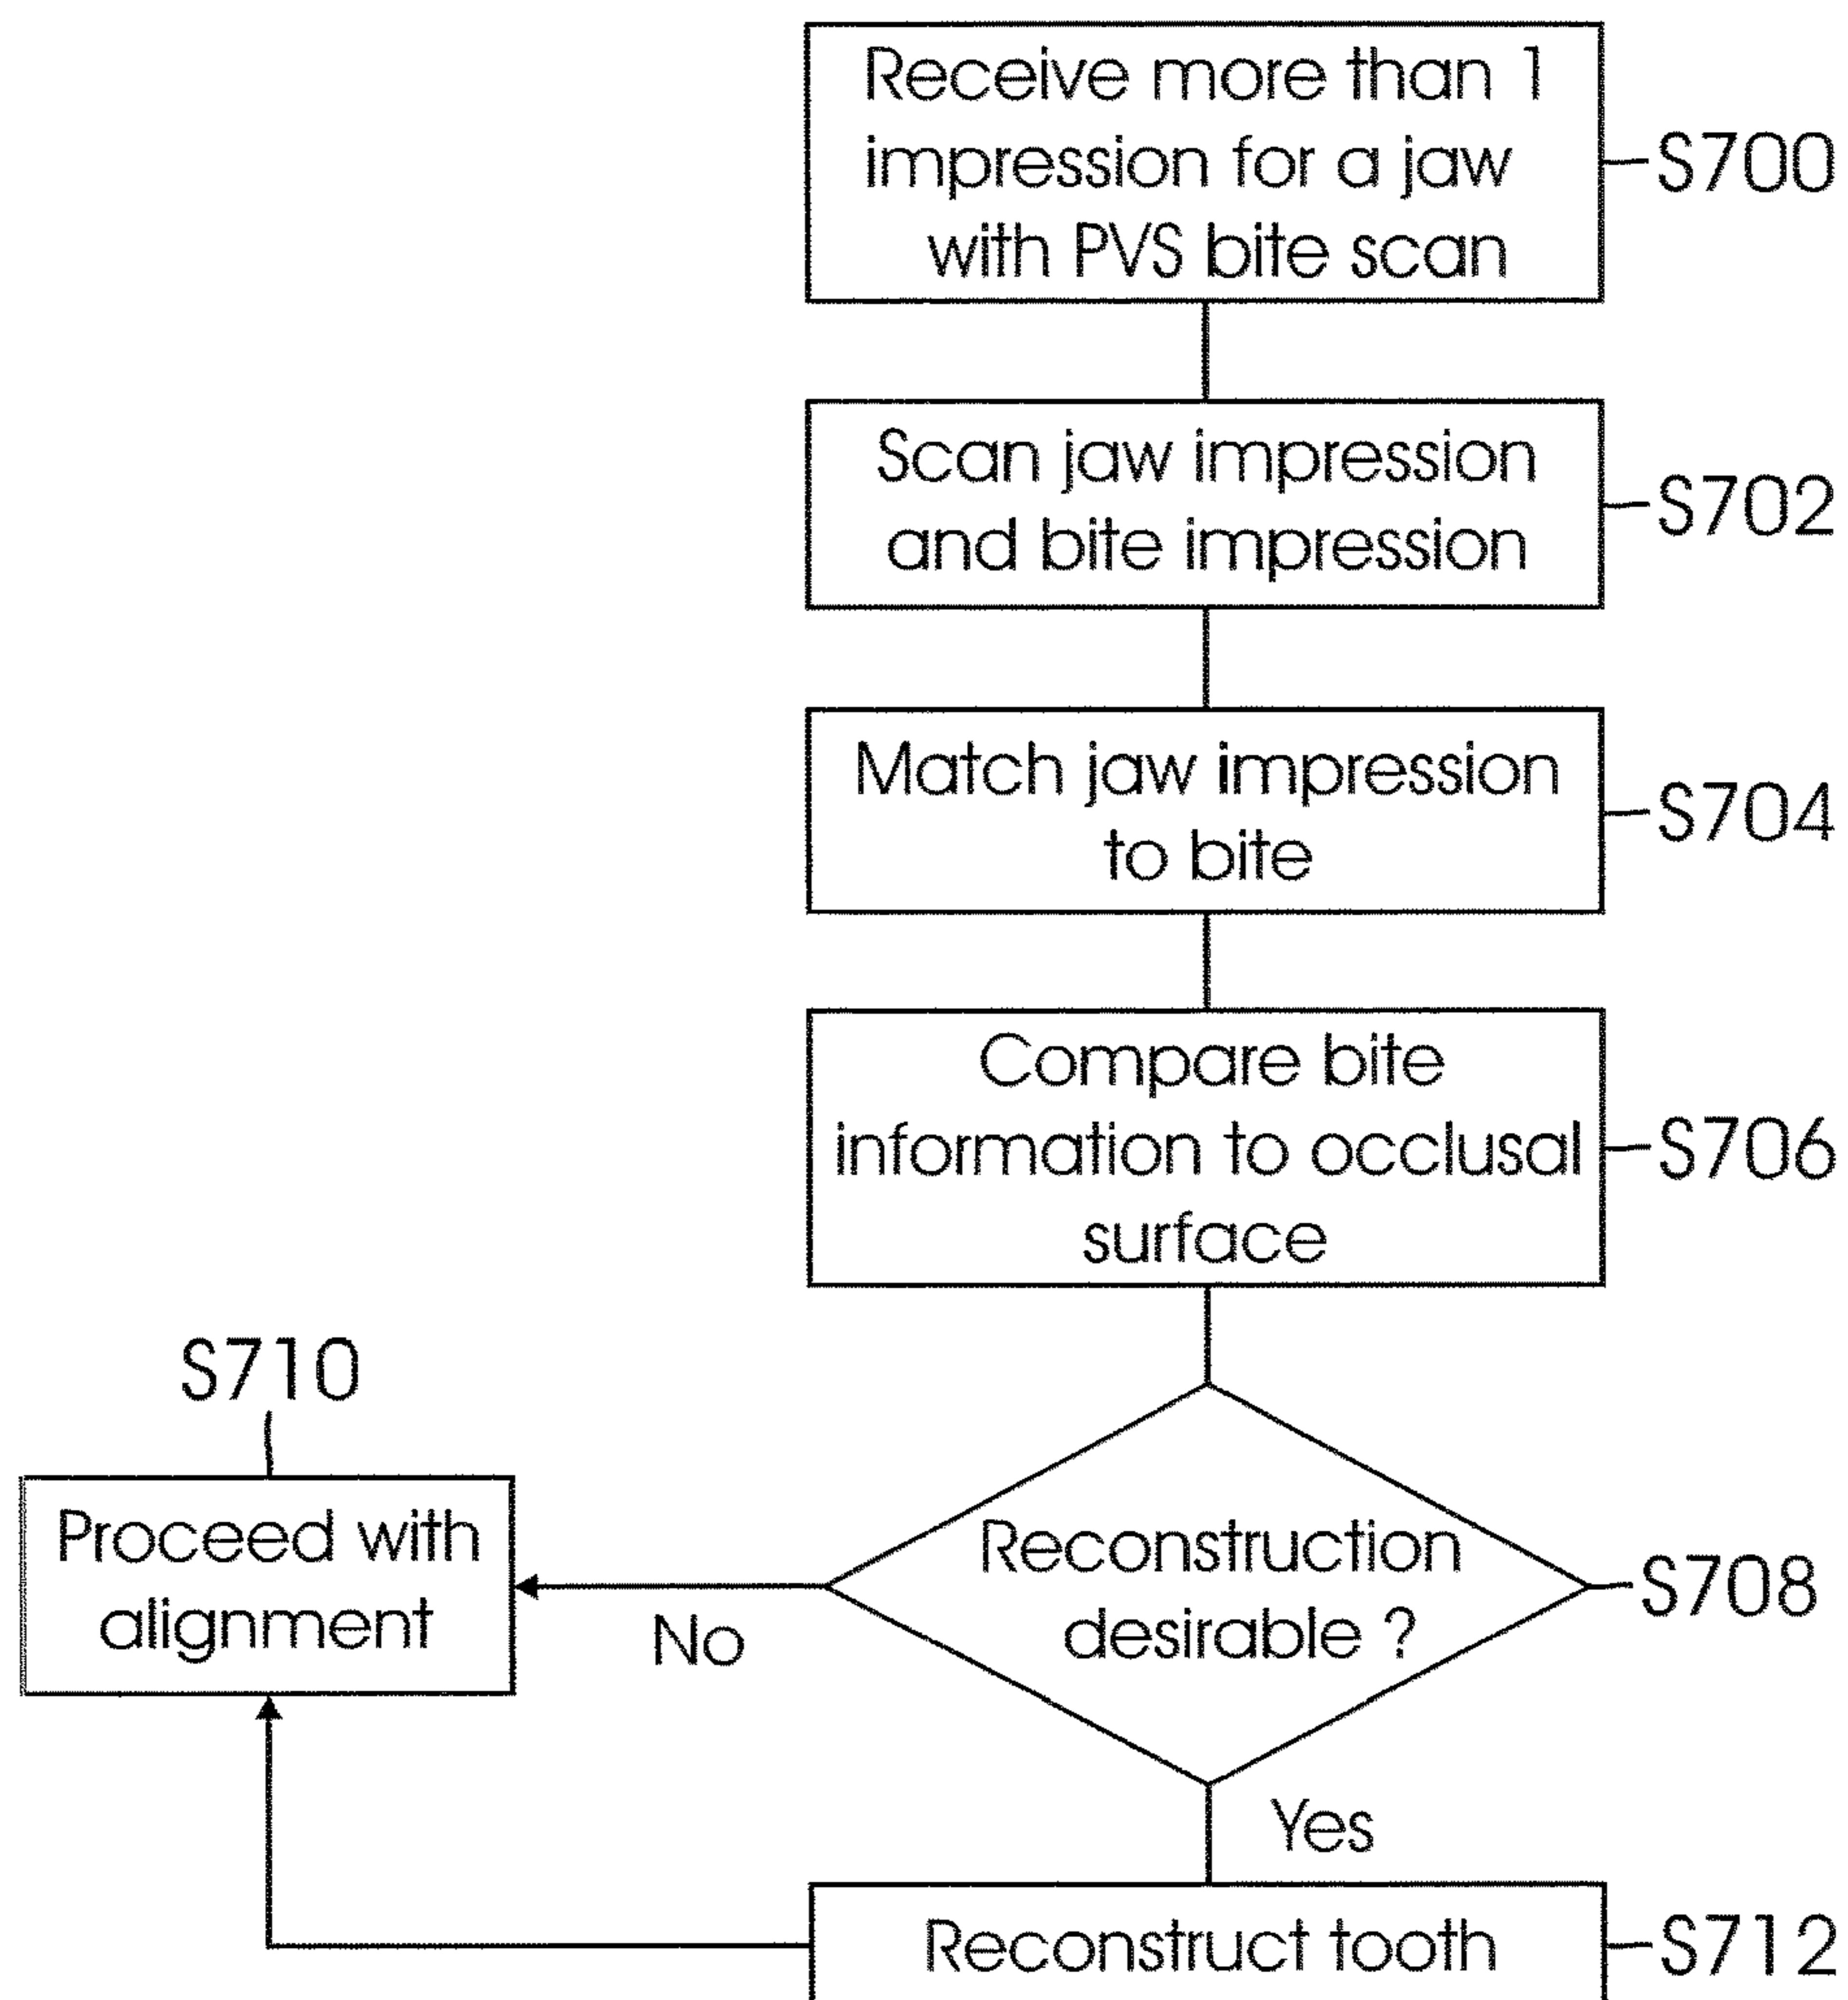 Receive more than 1
impression for a jaw
with PVS bite scan
S700
Scan jaw impression
and bite impression
S702
Match jaw impression
to bite
S704
Compare bite
information to occlusal
surface
S706
S710
Proceed with
alignment
No
Reconstruction
desirable ?
S708
Yes
Reconstruct tooth
S712